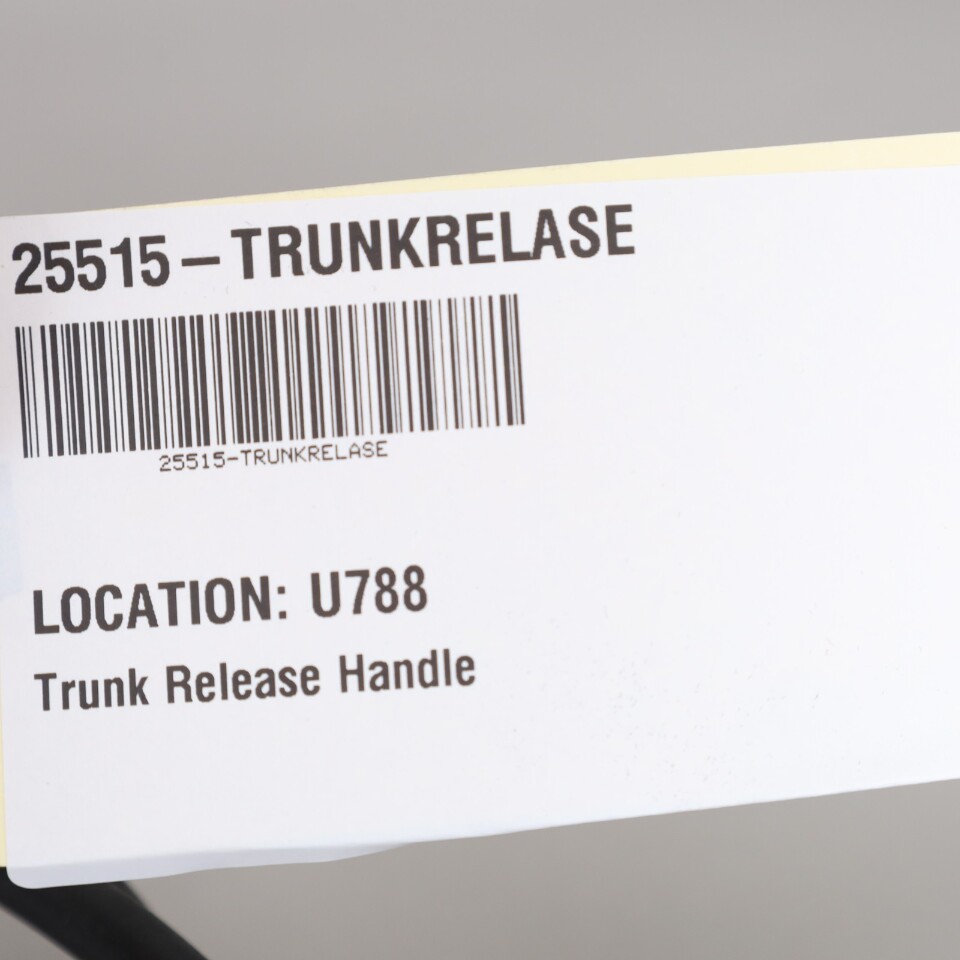 25515-TRUNKRELASE
25515-TRUNKRELASE
LOCATION: U788
Trunk Release Handle